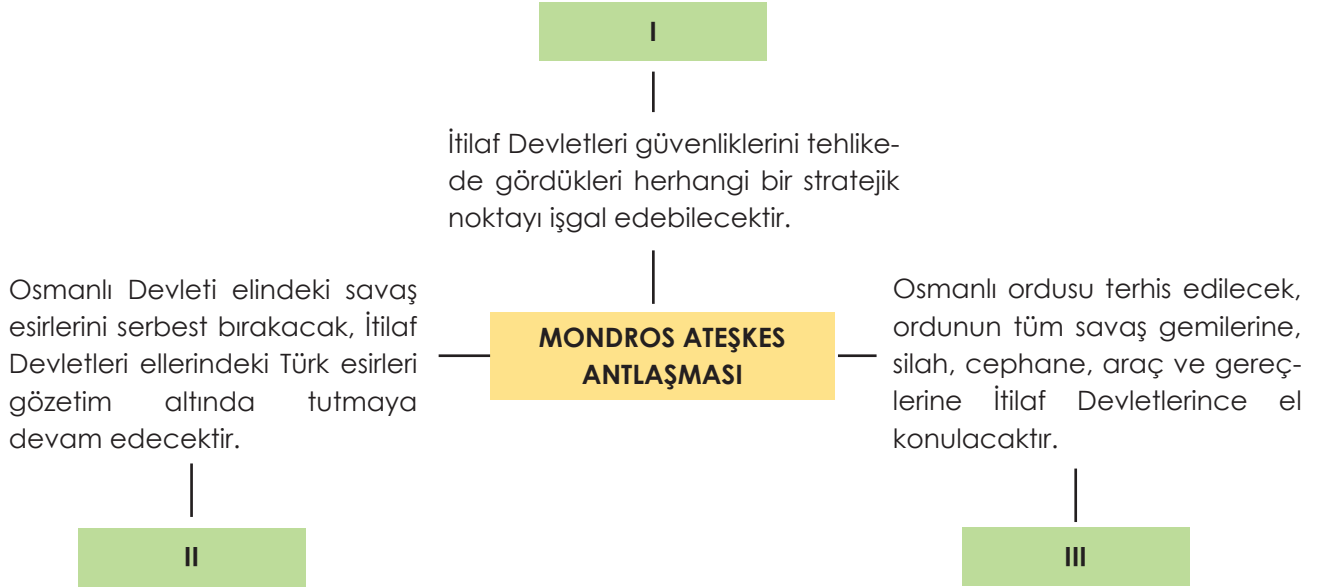 I
İtilaf Devletleri güvenliklerini tehlike-
de gördükleri herhangi bir stratejik
noktayı işgal edebilecektir.
Osmanlı Devleti elindeki savaş
esirlerini serbest bırakacak, İtilaf
Devletleri ellerindeki Türk esirleri
gözetim altında tutmaya
devam edecektir.
MONDROS ATEŞKES
ANTLAŞMASI
Osmanlı ordusu terhis edilecek,
ordunun tüm savaş gemilerine,
silah, cephane, araç ve gereç-
lerine İtilaf Devletlerince el
konulacaktır.
II
III